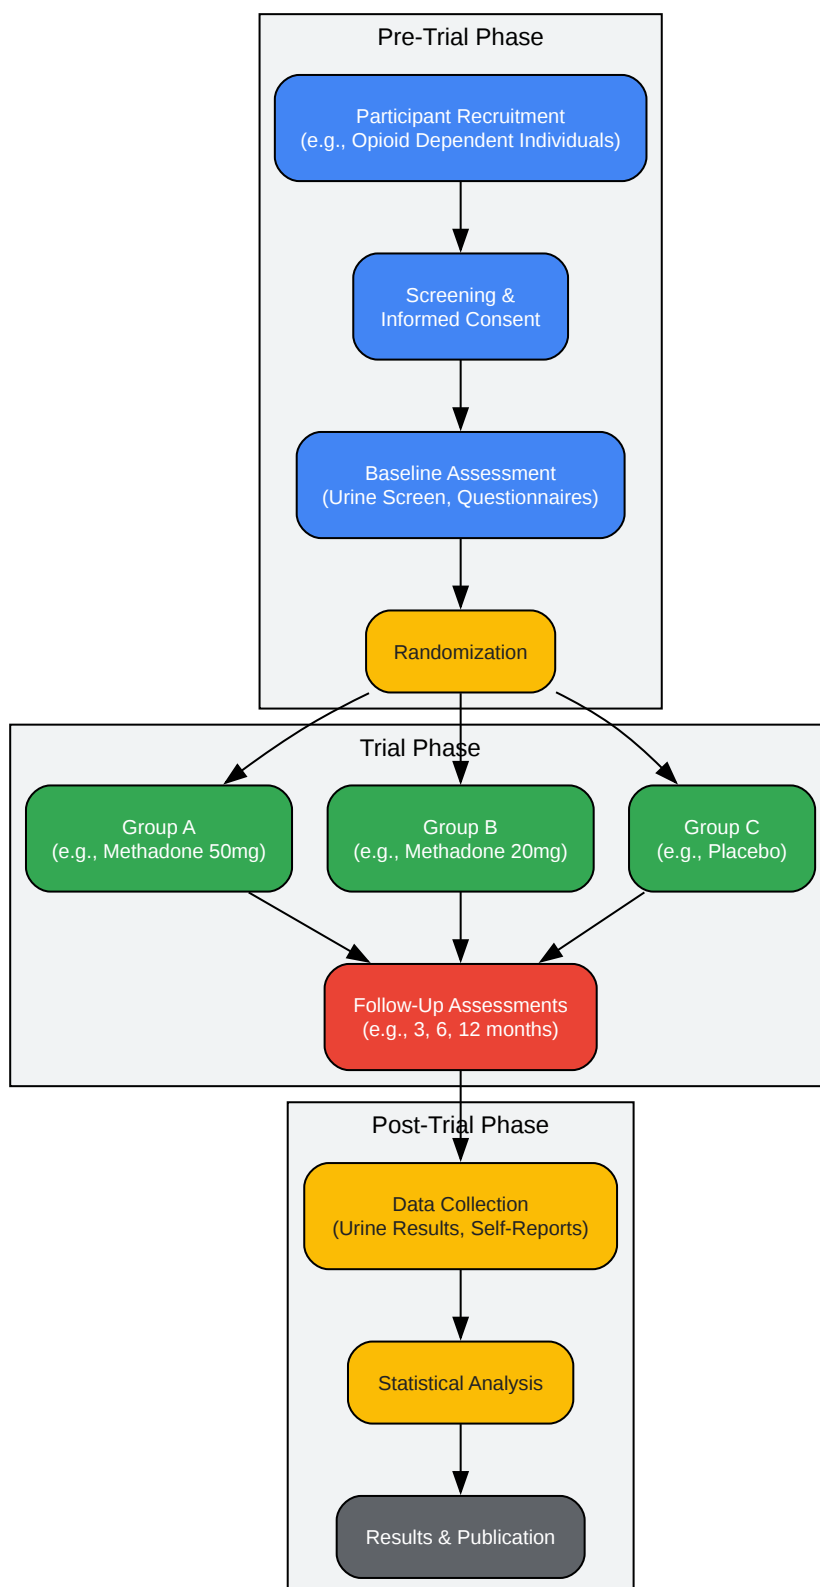 Pre-Trial Phase
Participant Recruitment
(e.g., Opioid Dependent Individuals)
Screening &
Informed Consent
Baseline Assessment
(Urine Screen, Questionnaires)
Randomization
Trial Phase
Group A
(e.g., Methadone 50mg)
Group B
(e.g., Methadone 20mg)
Group C
(e.g., Placebo)
Follow-Up Assessments
(e.g., 3, 6, 12 months)
Post-Trial Phase
Data Collection
(Urine Results, Self-Reports)
Statistical Analysis
Results & Publication